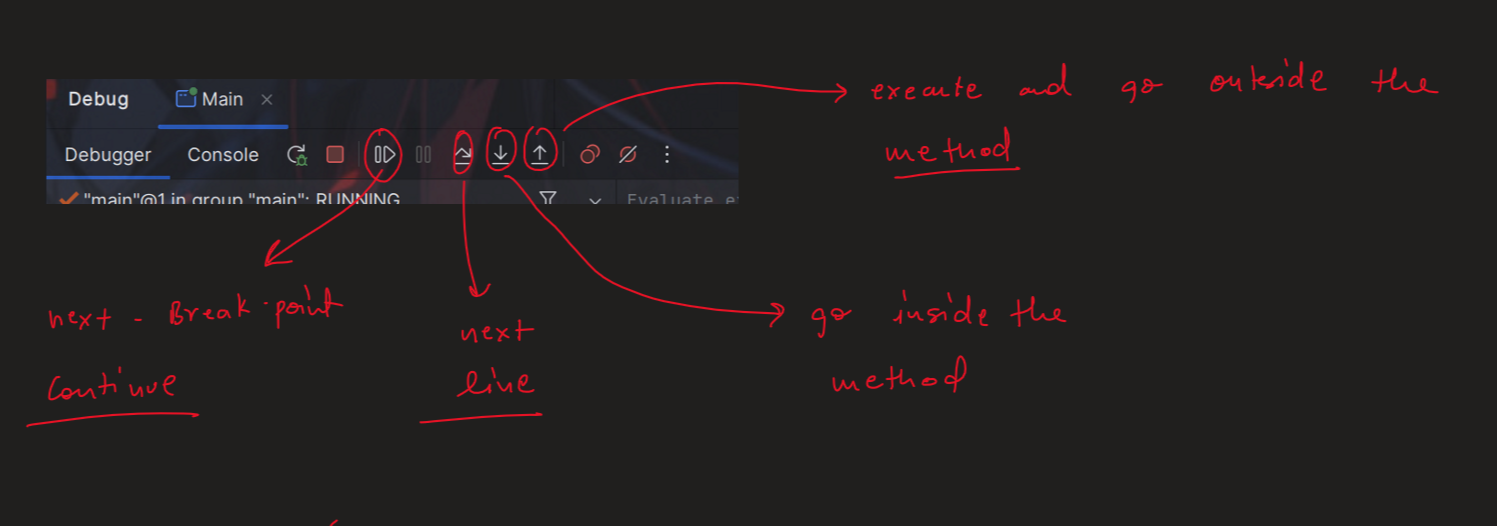 Debug Main ×
Debugger Console
"main"@1 in group "main": RUNNING
Evaluate e
execute and go outside the
method
next - Break-point
continue
next
line
go inside the
method